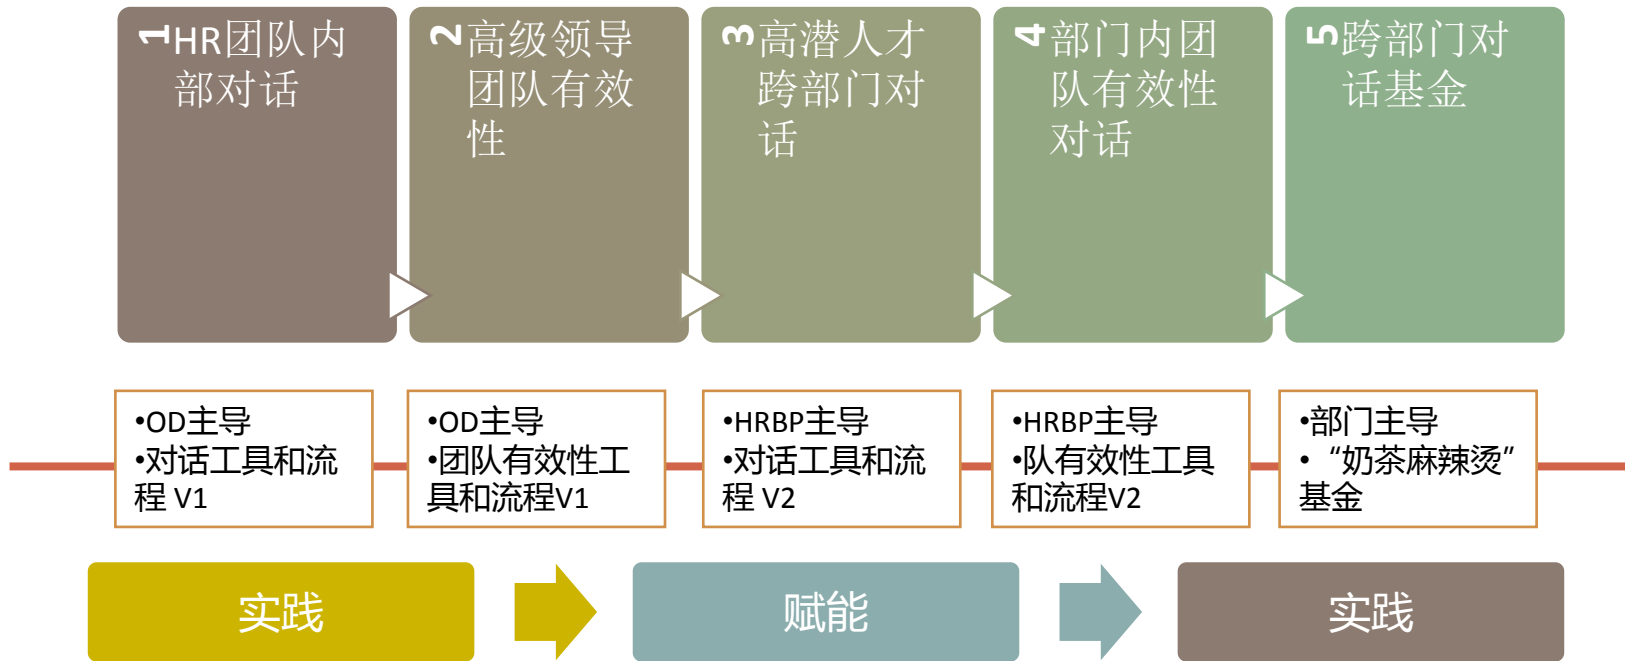 1 HR团队内
部对话
2 高级领导
团队有效
性
3 高潜人才
跨部门对
话
4 部门内团
队有效性
对话
5 跨部门对
话基金
•OD主导
•对话工具和流
程 V1
•OD主导
•团队有效性工
具和流程V1
•HRBP主导
•对话工具和流
程 V2
•HRBP主导
•队有效性工具
和流程V2
•部门主导
•“奶茶麻辣烫”
基金
实践
赋能
实践